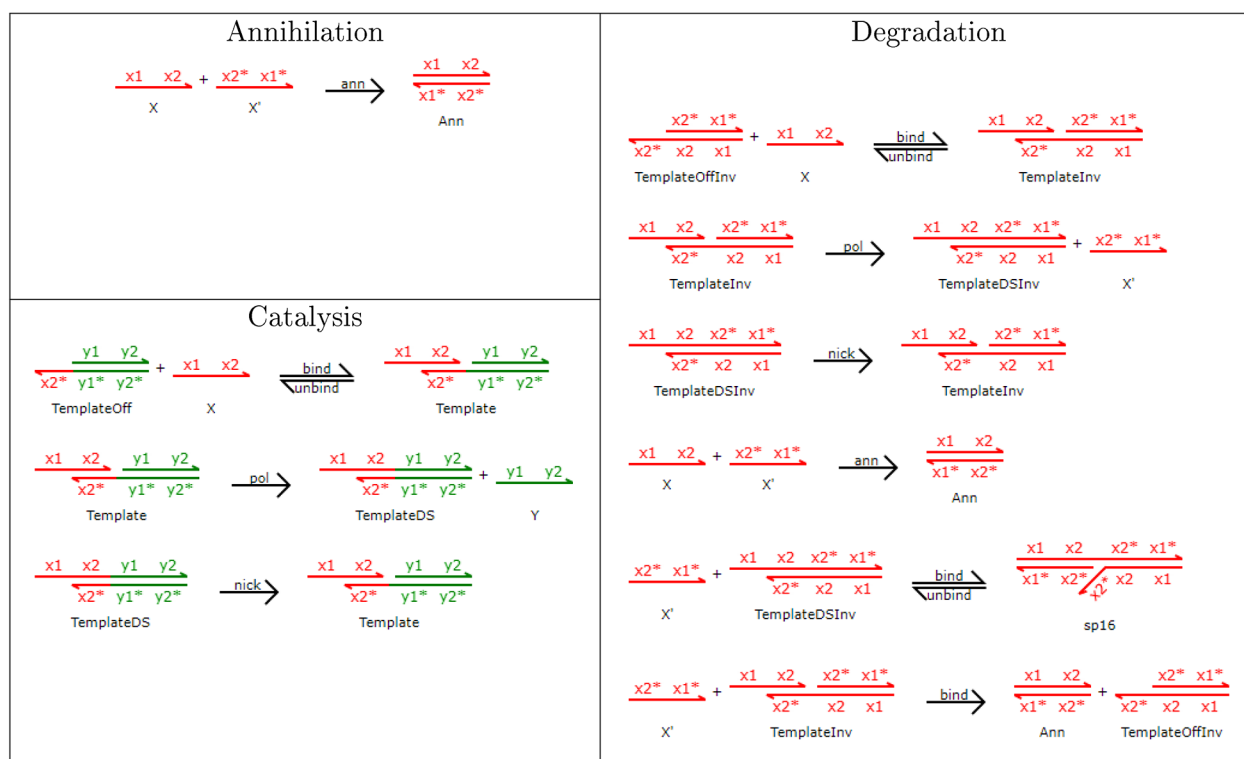 Annihilation
x1 x2 + x2* x1* ann x1 x2
x1* x2*
X X' Ann
Catalysis
y1 y2 + x1 x2 bind x1 x2 y1 y2
x2* y1* y2* unbind x2* y1* y2*
TemplateOff X Template
x1 x2 y1 y2 pol x1 x2 y1 y2 + y1 y2
x2* y1* y2* x2* y1* y2*
Template TemplateDS Y
x1 x2 y1 y2 nick x1 x2 y1 y2
x2* y1* y2* x2* y1* y2*
TemplateDS Template
Degradation
x2* x1* + x1 x2 bind x1 x2 x2* x1*
x2* x2 x1 unbind x2* x2 x1
TemplateOffInv X TemplateInv
x1 x2 x2* x1* pol x1 x2 x2* x1* + x2* x1*
x2* x2 x1 x2* x2 x1
TemplateInv TemplateDSInv X'
x1 x2 x2* x1* nick x1 x2 x2* x1*
x2* x2 x1 x2* x2 x1
TemplateDSInv TemplateInv
x1 x2 + x2* x1* ann x1 x2
x1* x2*
X X' Ann
x2* x1* + x1 x2 x2* x1* bind x1 x2 x2* x1*
x2* x2 x1 unbind x1* x2* x2* x2 x1
X' TemplateDSInv sp16
x2* x1* + x1 x2 x2* x1* bind x1 x2 + x2* x1*
x2* x2 x1 x1* x2* x2* x2 x1
X' TemplateInv Ann TemplateOffInv